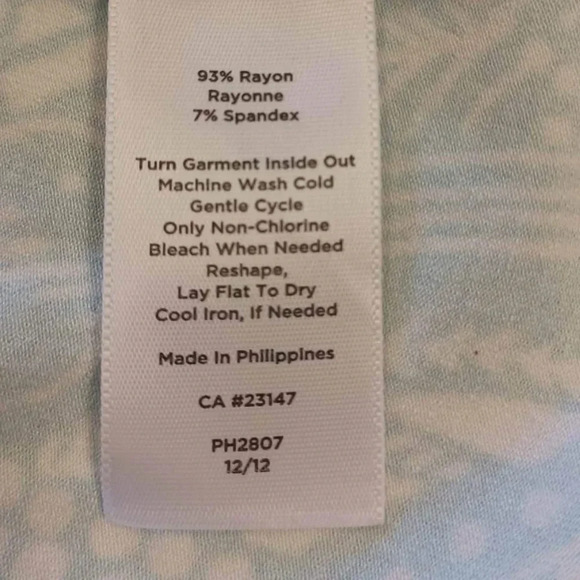 93% Rayon
Rayonne
7% Spandex
Turn Garment Inside Out
Machine Wash Cold
Gentle Cycle
Only Non-Chlorine
Bleach When Needed
Reshape,
Lay Flat To Dry
Cool Iron, If Needed
Made In Philippines
CA #23147
PH2807
12/12